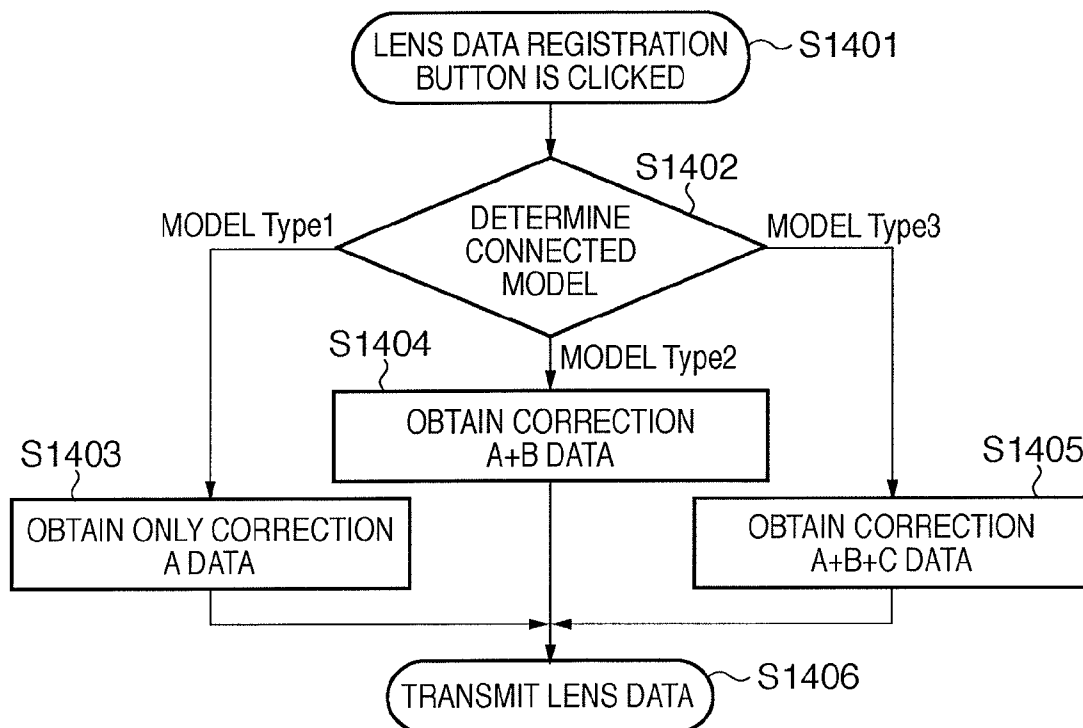 LENS DATA REGISTRATION
BUTTON IS CLICKED
S1401
S1402
DETERMINE
CONNECTED
MODEL
MODEL Type1
MODEL Type3
MODEL Type2
S1404
OBTAIN CORRECTION
A+B DATA
S1403
OBTAIN ONLY CORRECTION
A DATA
S1405
OBTAIN CORRECTION
A+B+C DATA
TRANSMIT LENS DATA
S1406